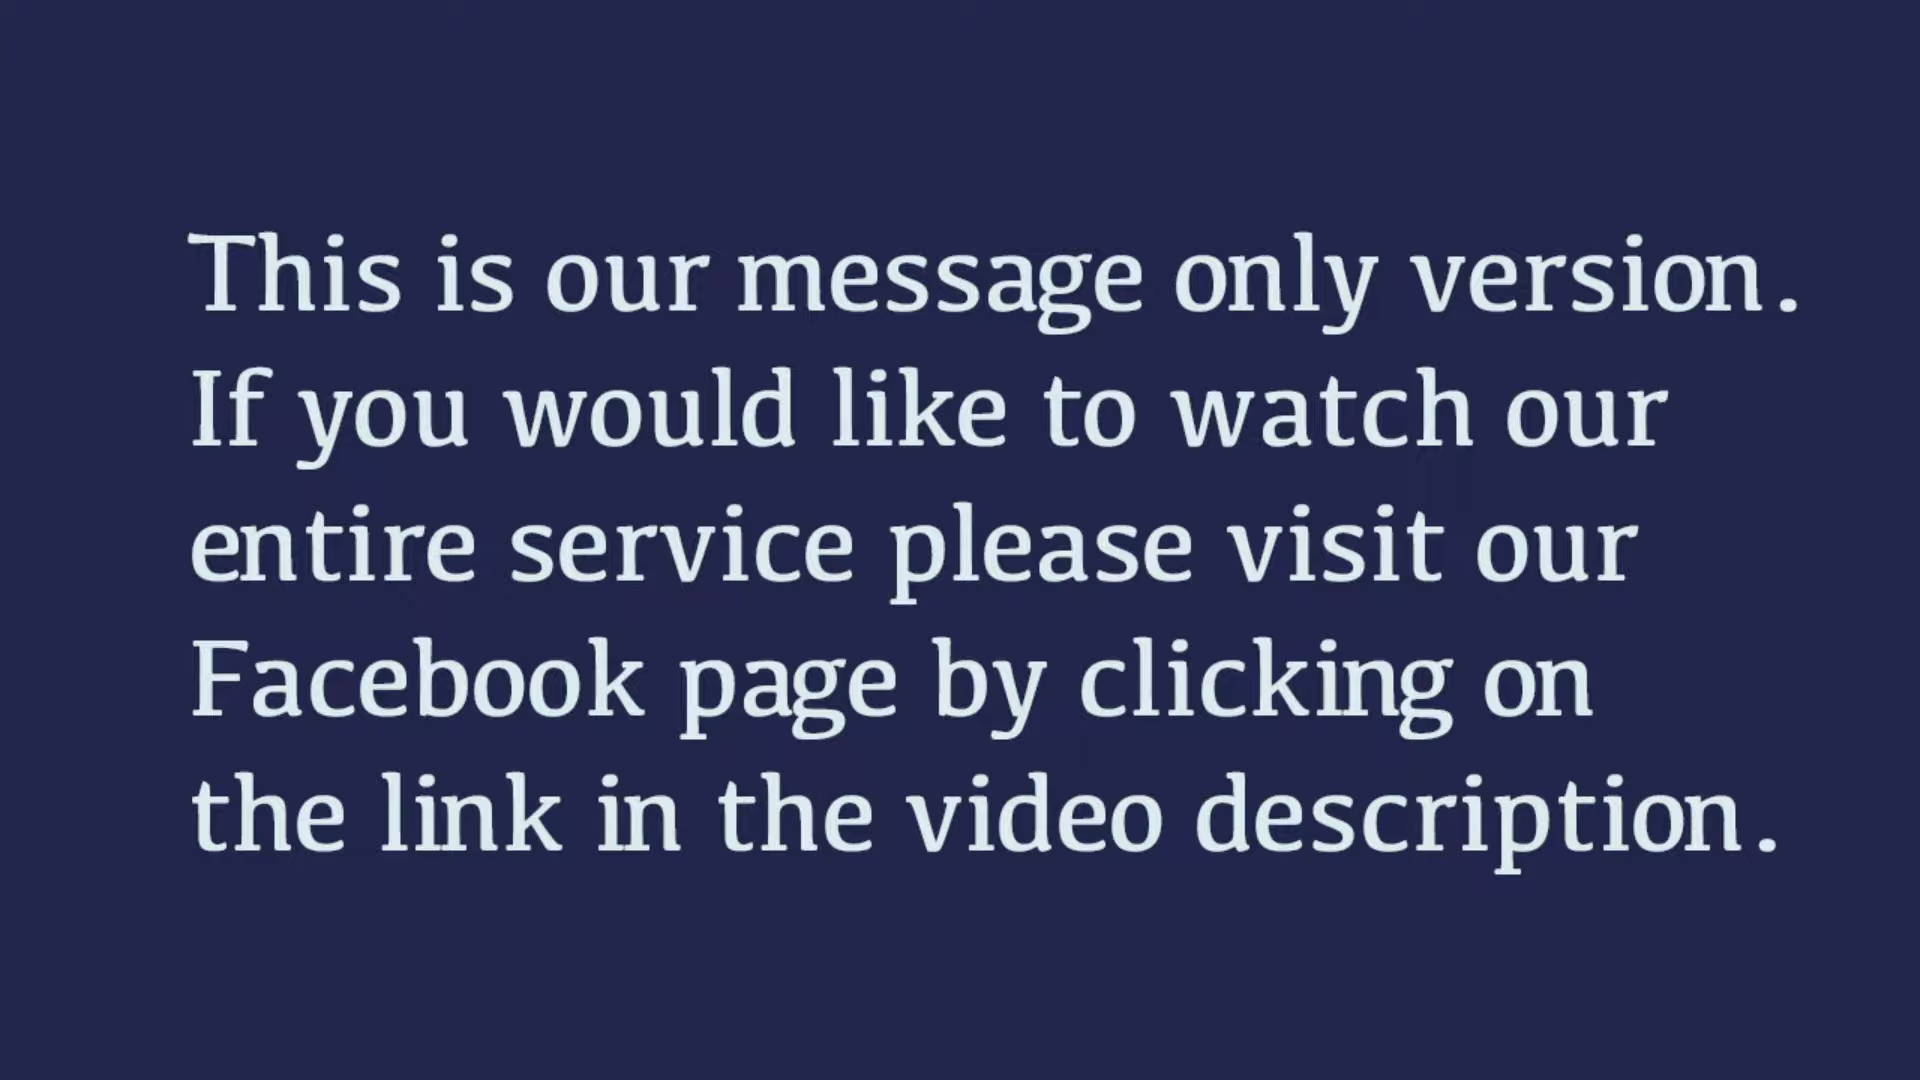 This is our message only version.
If you would like to watch our
entire service please visit our
Facebook page by clicking on
the link in the video description.